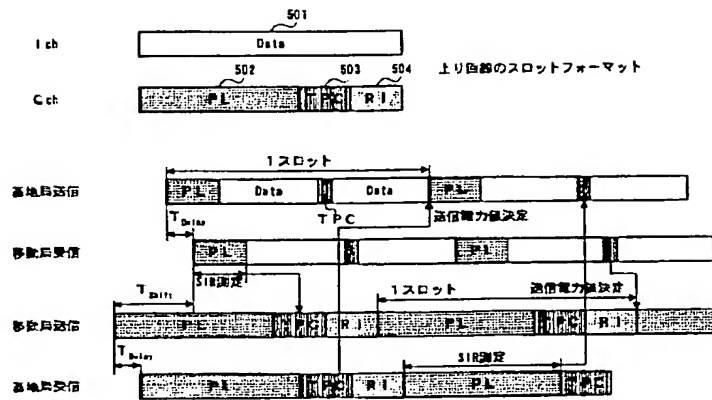 501
I ch
Data
502
503
504
上り回線のスロットフォーマット
Q ch
PL
TPC
RI
1スロット
基地局送信
PL
Data
Data
PL
T Delay
TPC
送信電力値決定
移動局受信
PL
PL
SIR測定
送信電力値決定
T Shift
1スロット
移動局送信
PL
TPC
RI
PL
TPC
RI
T Delay
SIR測定
基地局受信
PL
TPC
RI
PL
TPC